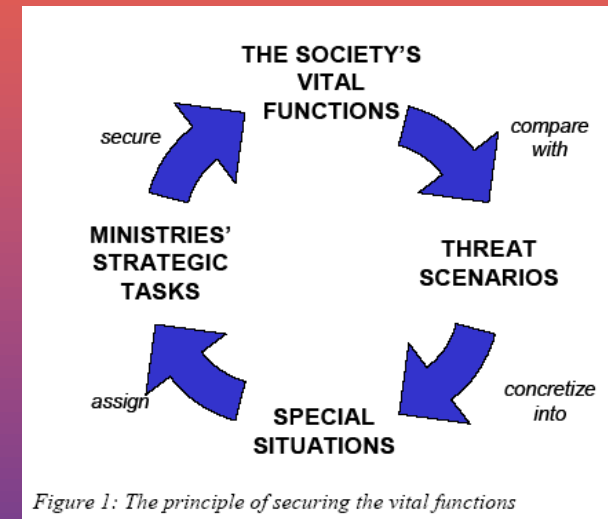 THE SOCIETY'S
VITAL
FUNCTIONS
compare
with
THREAT
SCENARIOS
concretize
into
SPECIAL
SITUATIONS
assign
MINISTRIES'
STRATEGIC
TASKS
secure
Figure 1: The principle of securing the vital functions